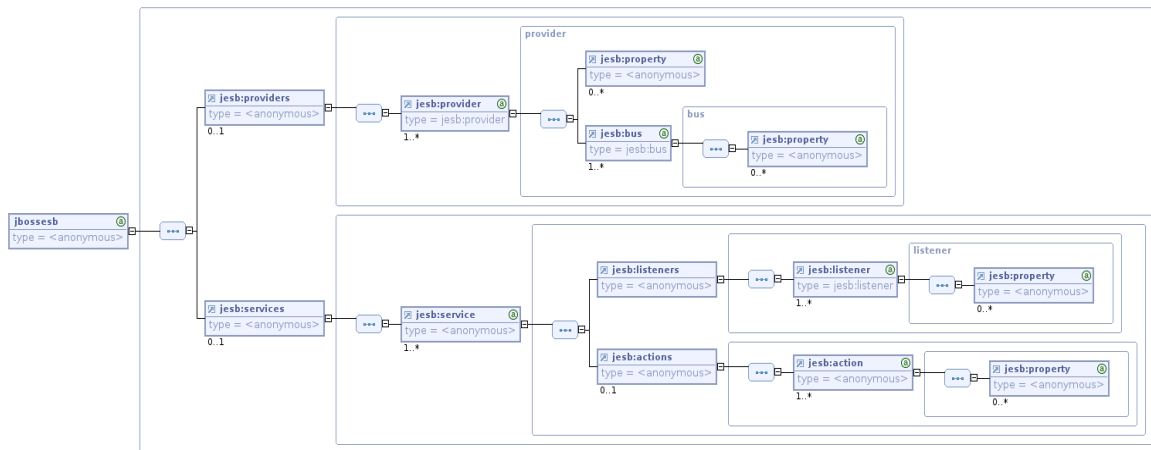 provider
jesb:property
type = <anonymous>
0..*
jesb:providers
type = <anonymous>
0..1
jesb:provider
type = jesb:provider
1..*
bus
jesb:bus
type = jesb:bus
1..*
jesb:property
type = <anonymous>
0..*
jbossesb
type = <anonymous>
listener
jesb:listeners
type = <anonymous>
jesb:listener
type = jesb:listener
1..*
jesb:property
type = <anonymous>
0..*
jesb:services
type = <anonymous>
0..1
jesb:service
type = <anonymous>
1..*
jesb:actions
type = <anonymous>
0..1
jesb:action
type = <anonymous>
1..*
jesb:property
type = <anonymous>
0..*